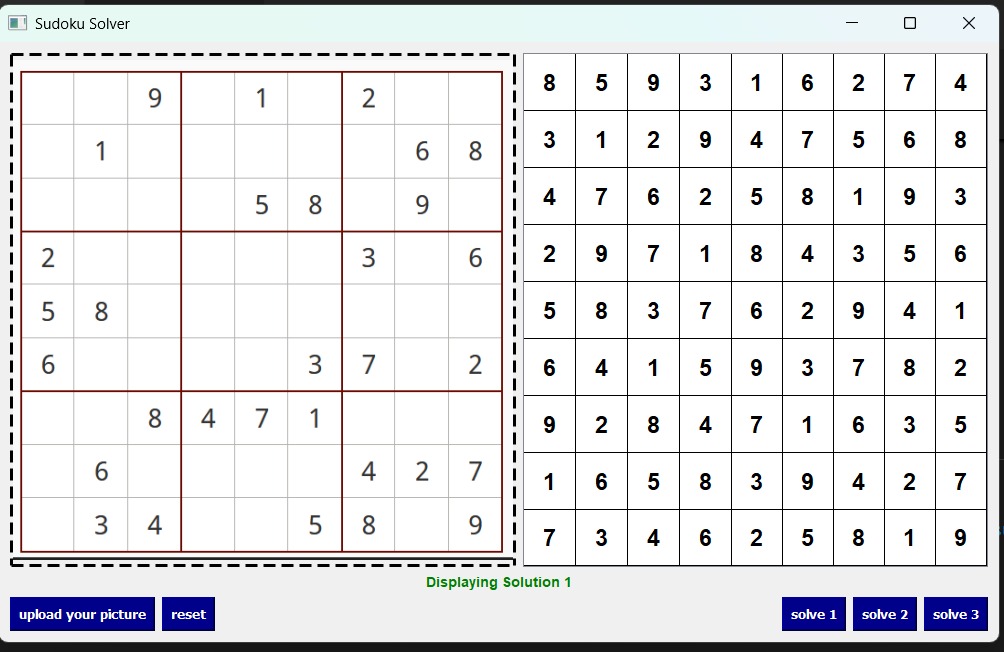 Sudoku Solver
9 1 2
1 6 8
5 8 9
2 3 6
5 8
6 3 7 2
8 4 7 1
6 4 2 7
3 4 5 8 9
8 5 9 3 1 6 2 7 4
3 1 2 9 4 7 5 6 8
4 7 6 2 5 8 1 9 3
2 9 7 1 8 4 3 5 6
5 8 3 7 6 2 9 4 1
6 4 1 5 9 3 7 8 2
9 2 8 4 7 1 6 3 5
1 6 5 8 3 9 4 2 7
7 3 4 6 2 5 8 1 9
Displaying Solution 1
upload your picture reset solve 1 solve 2 solve 3